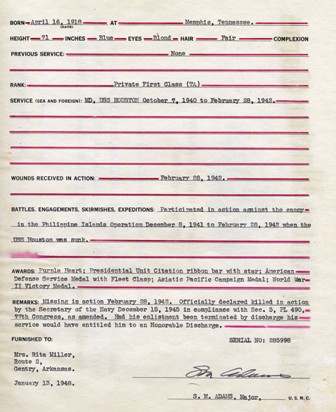 BORN April 16, 1918 AT Memphis, Tennessee.
(DATE)
HEIGHT 71 INCHES Blue EYES Blond HAIR Fair COMPLEXION
PREVIOUS SERVICE: None
RANK: Private First Class (TA)
SERVICE (SEA AND FOREIGN): MD, USS HOUSTON October 7, 1940 to February 28, 1942.
WOUNDS RECEIVED IN ACTION: February 28, 1942.
BATTLES, ENGAGEMENTS, SKIRMISHES, EXPEDITIONS: Participated in action against the enemy
in the Philippine Islands Operation December 8, 1941 to February 28, 1942 when the
USS Houston was sunk.
AWARDS: Purple Heart; Presidential Unit Citation ribbon bar with star; American
Defense Service Medal with Fleet Clasp; Asiatic Pacific Campaign Medal; World War
II Victory Medal.
REMARKS: Missing in action February 28, 1942. Officially declared killed in action
by the Secretary of the Navy December 15, 1945 in compliance with Sec. 5, PL 490,
77th Congress, as amended. Had his enlistment been terminated by discharge his
service would have entitled him to an Honorable Discharge.
FURNISHED TO: SERIAL NO: 285998
Mrs. Rita Miller,
Route 2,
Gentry, Arkansas.
January 13, 1948.
S. M. ADAMS, Major, U. S. M. C.